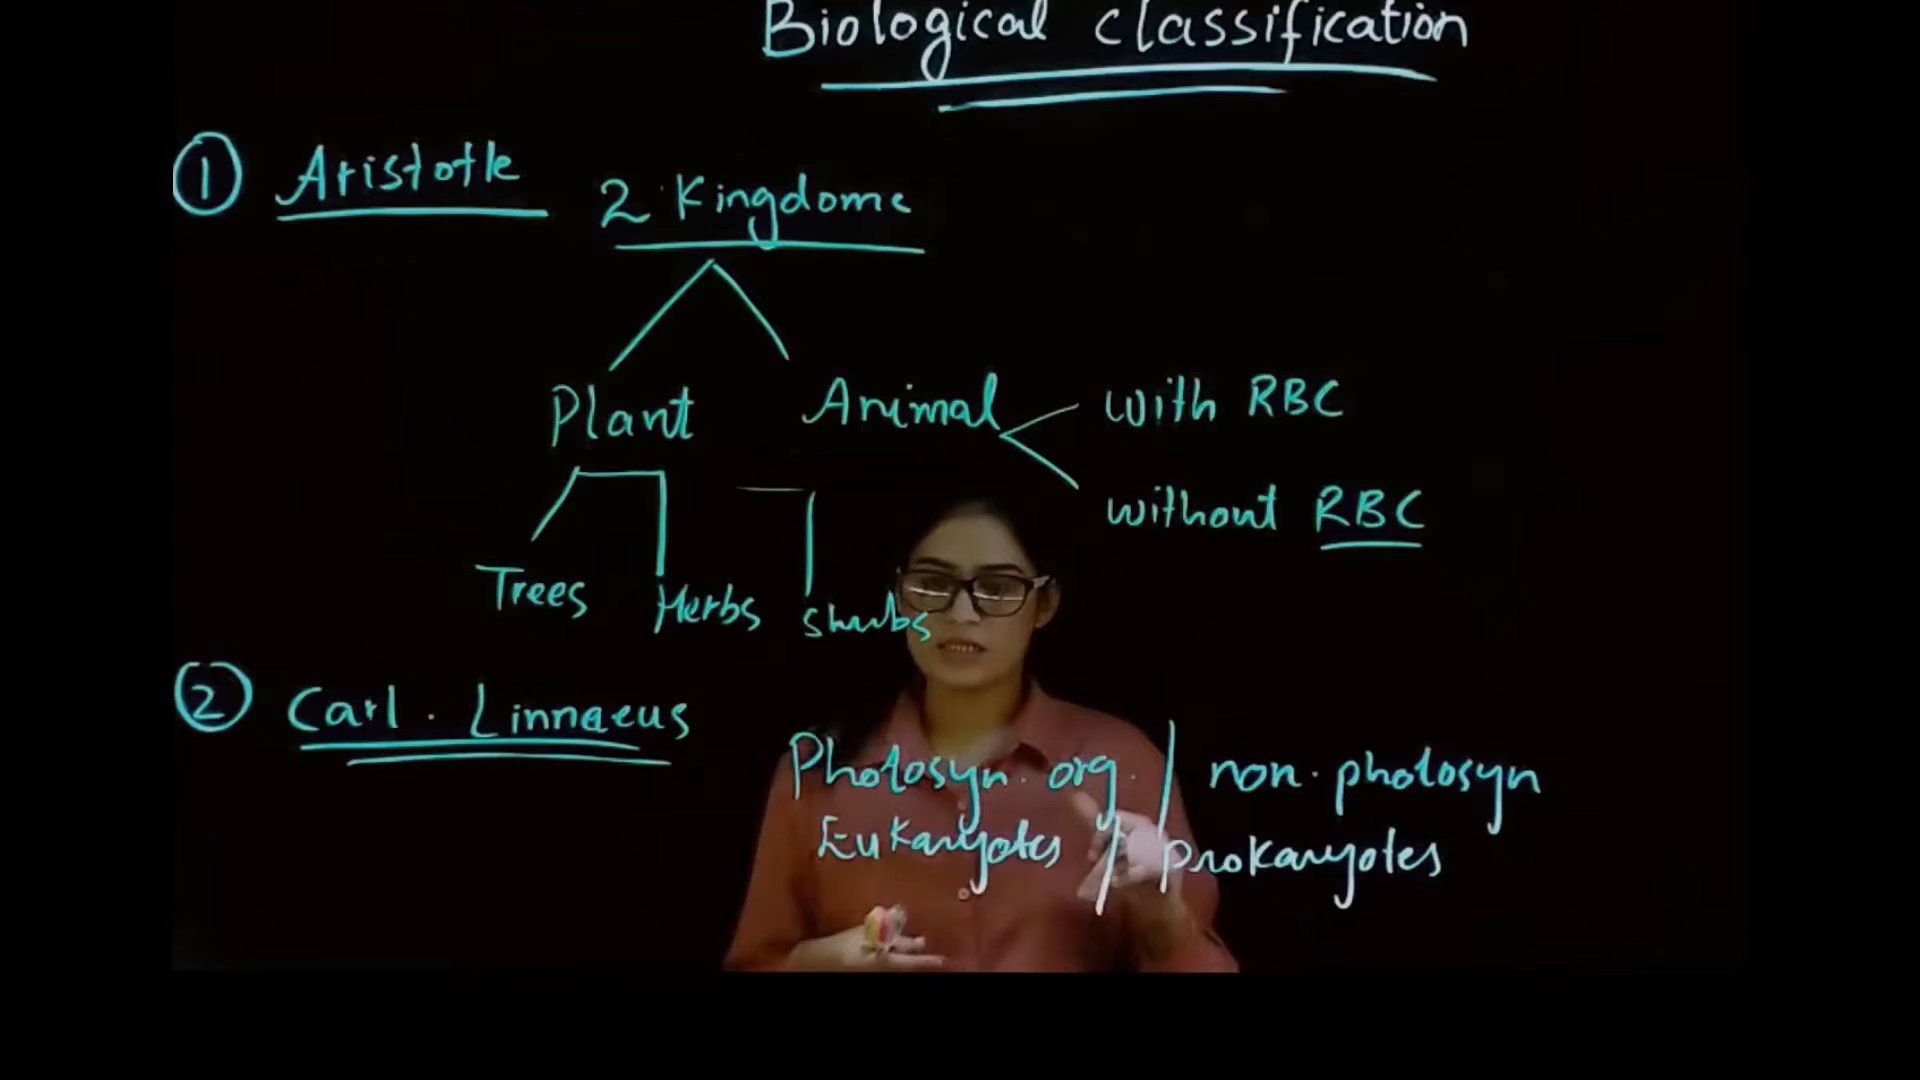 Biological classification
① Aristotle
2 Kingdoms
Plant
Animal
with RBC
without RBC
Trees
Herbs
Shrubs
② Carl. Linnaeus
Photosyn. org. / non. photosyn
Eukaryotes / prokaryotes